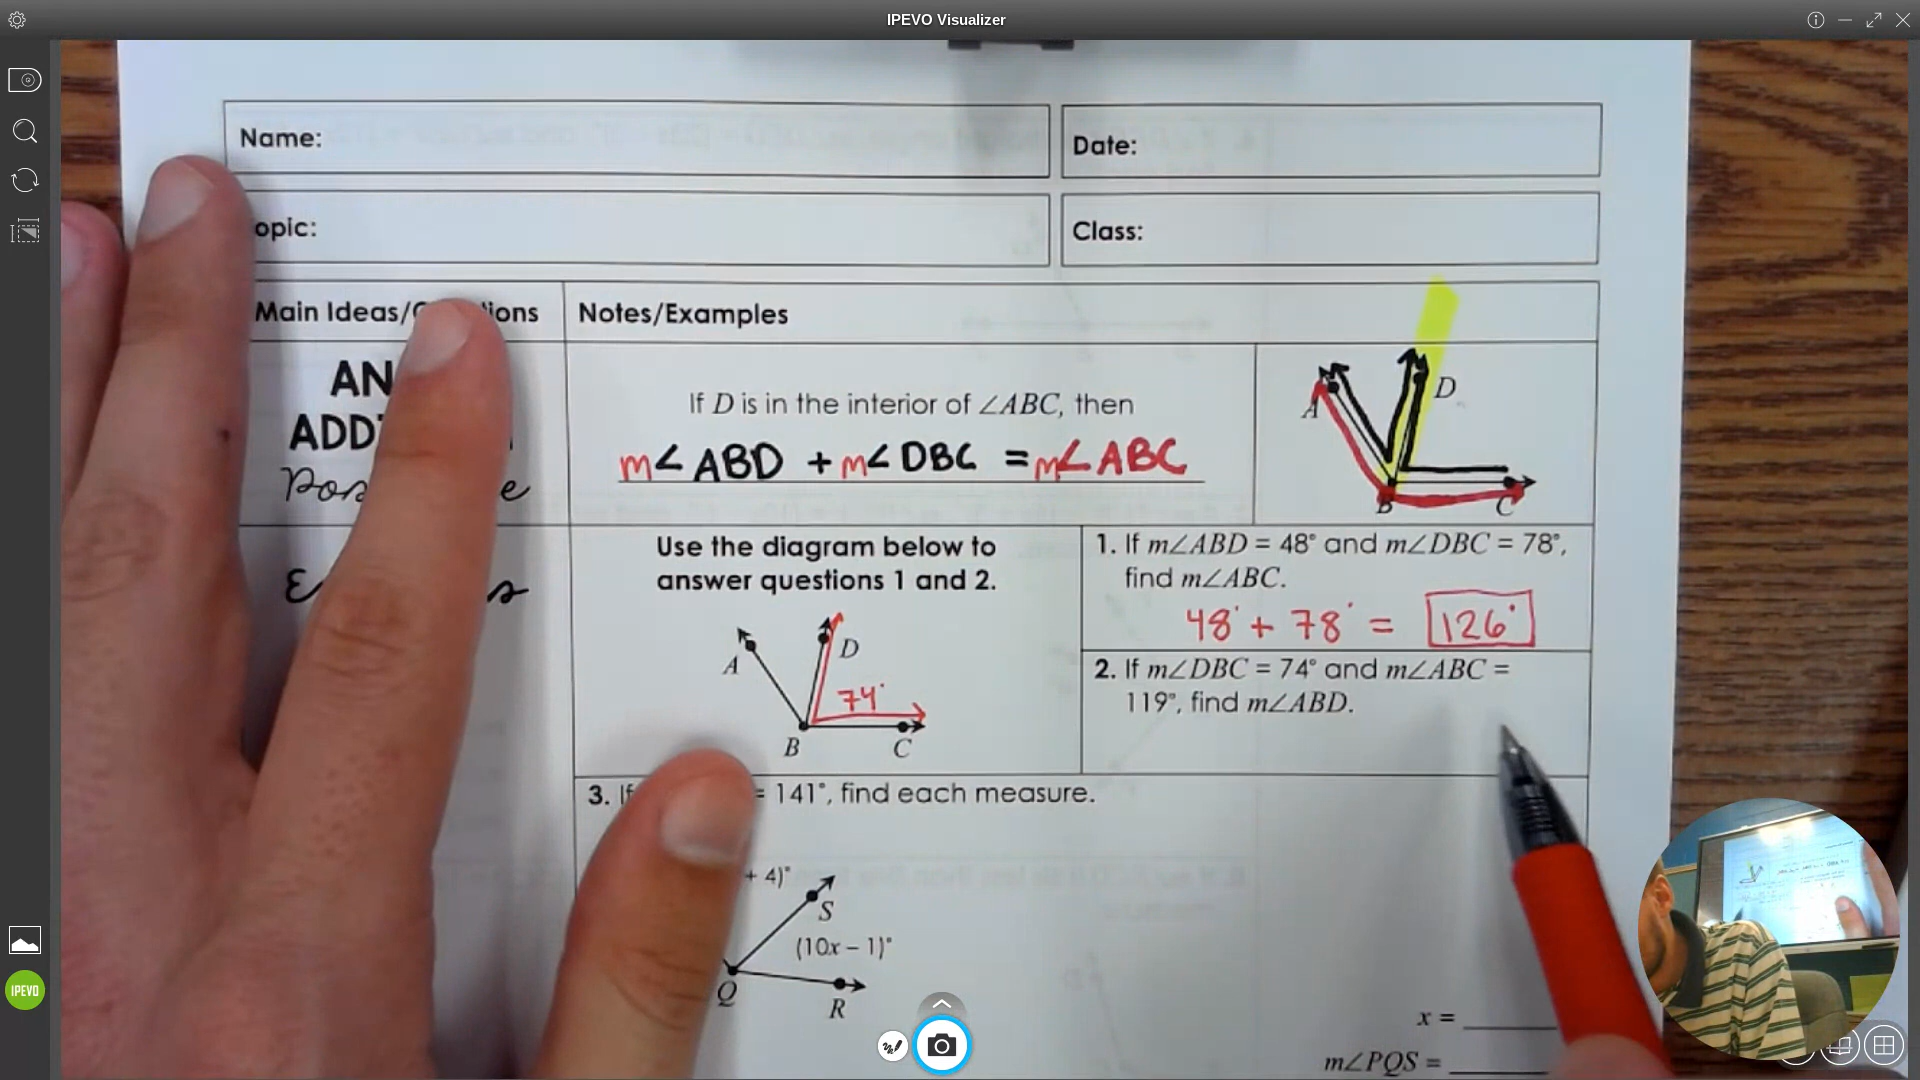 IPEVO Visualizer
Name:
Date:
opic:
Class:
Main Ideas/ ions
Notes/Examples
AN
ADD
Pos e
If D is in the interior of ∠ABC, then
m∠ABD + m∠DBC = m∠ABC
A
D
B
C
Use the diagram below to
answer questions 1 and 2.
A
D
74°
B
C
1. If m∠ABD = 48° and m∠DBC = 78°,
find m∠ABC.
48° + 78° = 126°
2. If m∠DBC = 74° and m∠ABC =
119°, find m∠ABD.
E s
3. If = 141°, find each measure.
+ 4)°
S
(10x – 1)°
Q
R
x =
m∠PQS =
IPEVO